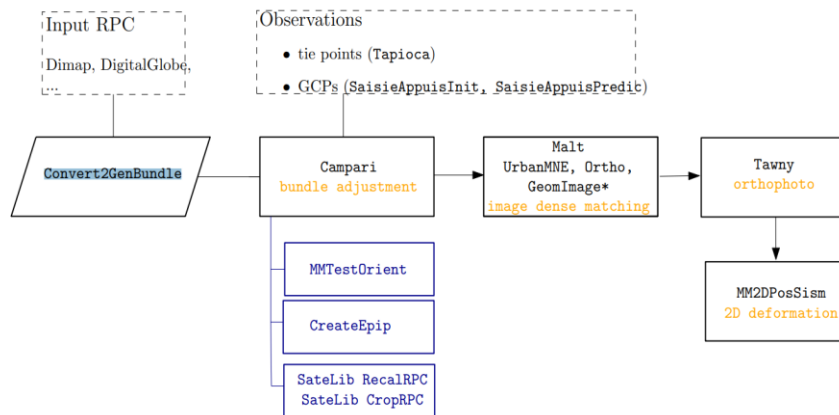 Input RPC
Dimap, DigitalGlobe,
...
Observations
• tie points (Tapioca)
• GCPs (SaisieAppuisInit, SaisieAppuisPredic)
Convert2GenBundle
Campari
bundle adjustment
Malt
UrbanMNE, Ortho,
GeomImage*
image dense matching
Tawny
orthophoto
MMTestOrient
CreateEpip
SateLib RecalRPC
SateLib CropRPC
MM2DPosSism
2D deformation